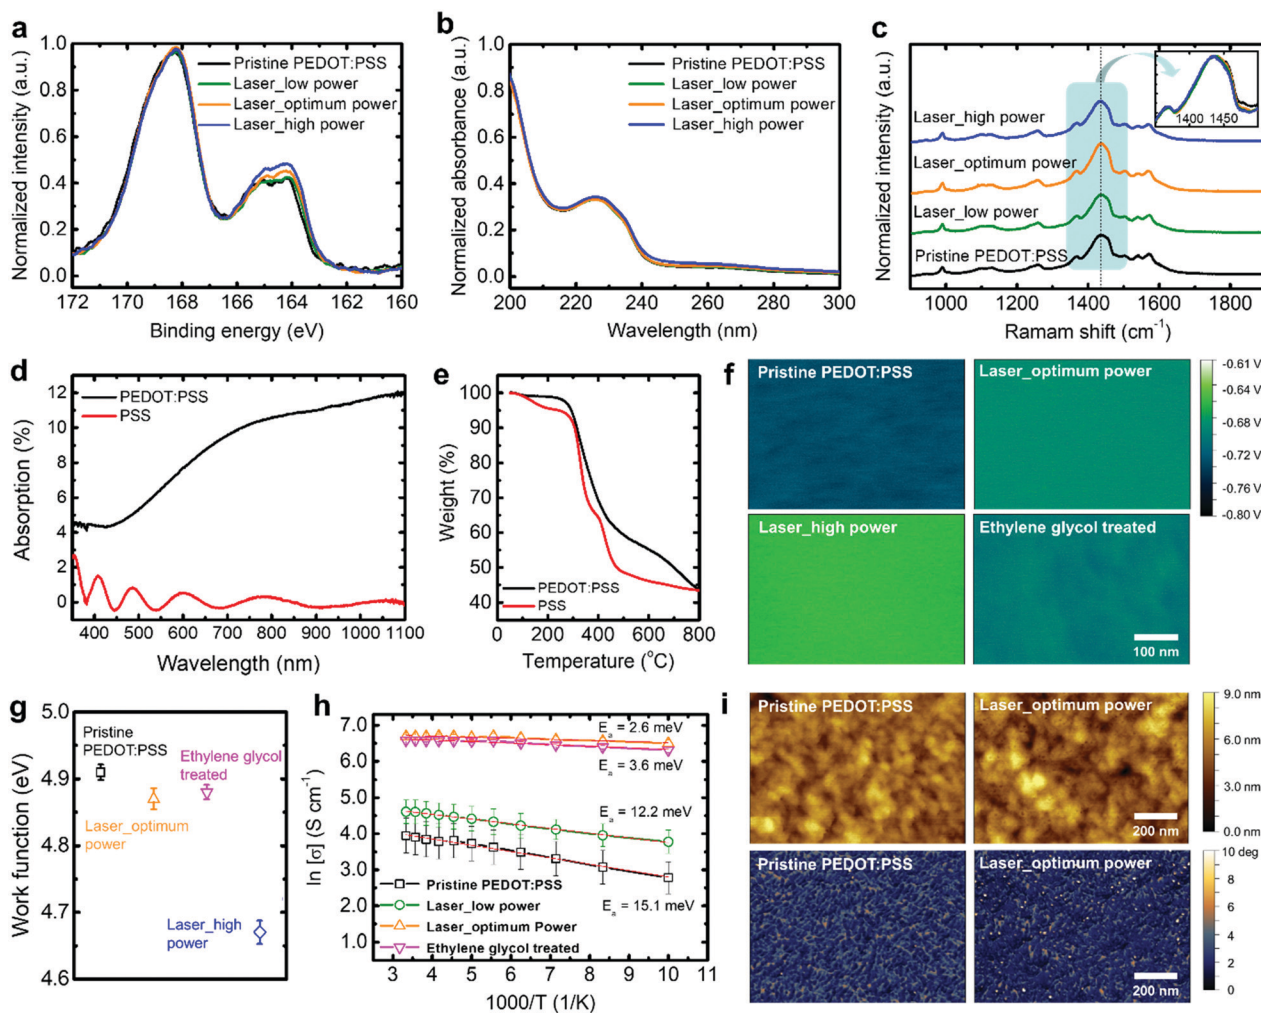 a
Normalized intensity (a.u.)
1.0
0.8
0.6
0.4
0.2
0.0
Pristine PEDOT:PSS
Laser_low power
Laser_optimum power
Laser_high power
172 170 168 166 164 162 160
Binding energy (eV)
b
Normalized absorbance (a.u.)
1.0
0.8
0.6
0.4
0.2
0.0
Pristine PEDOT:PSS
Laser_low power
Laser_optimum power
Laser_high power
200 220 240 260 280 300
Wavelength (nm)
c
Normalized intensity (a.u.)
1400 1450
Laser_high power
Laser_optimum power
Laser_low power
Pristine PEDOT:PSS
1000 1200 1400 1600 1800
Ramam shift (cm-1)
d
Absorption (%)
12
10
8
6
4
2
0
PEDOT:PSS
PSS
400 500 600 700 800 900 1000 1100
Wavelength (nm)
e
Weight (%)
100
90
80
70
60
50
40
PEDOT:PSS
PSS
0 200 400 600 800
Temperature (°C)
f
Pristine PEDOT:PSS
Laser_optimum power
Laser_high power
Ethylene glycol treated
100 nm
-0.61 V
-0.64 V
-0.68 V
-0.72 V
-0.76 V
-0.80 V
g
Work function (eV)
5.0
4.9
4.8
4.7
4.6
Pristine
PEDOT:PSS
Ethylene glycol
treated
Laser_optimum
power
Laser_high
power
h
ln [σ] (S cm-1)
7.0
6.0
5.0
4.0
3.0
2.0
1.0
Ea = 2.6 meV
Ea = 3.6 meV
Ea = 12.2 meV
Ea = 15.1 meV
Pristine PEDOT:PSS
Laser_low power
Laser_optimum Power
Ethylene glycol treated
3 4 5 6 7 8 9 10 11
1000/T (1/K)
i
Pristine PEDOT:PSS
Laser_optimum power
200 nm
9.0 nm
6.0 nm
3.0 nm
0.0 nm
Pristine PEDOT:PSS
Laser_optimum power
200 nm
10 deg
8
6
4
2
0